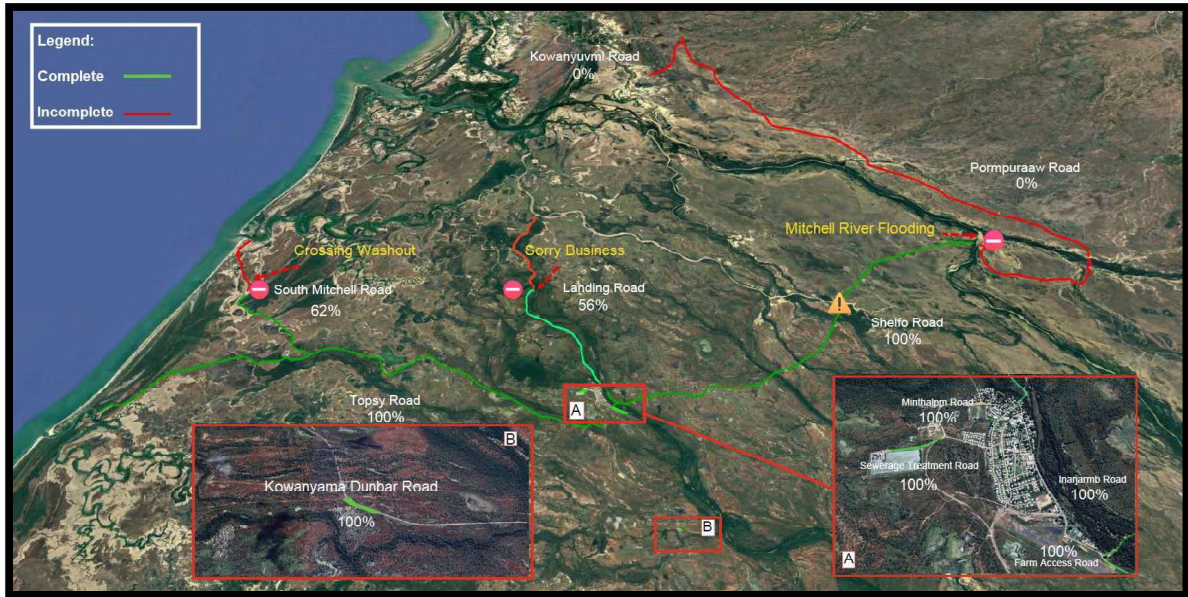 Legend:
Complete
Incomplete
Kowanyuvml Road
0%
Pormpuraaw Road
0%
Mitchell River Flooding
Crossing Washout
Sorry Business
South Mitchell Road
62%
Landing Road
56%
Shelfo Road
100%
Topsy Road
100%
A
B
B
Kowanyama Dunbar Road
100%
Minthalpm Road
100%
Sewerage Treatment Road
100%
Inarjarmb Road
100%
100%
Farm Access Road
A